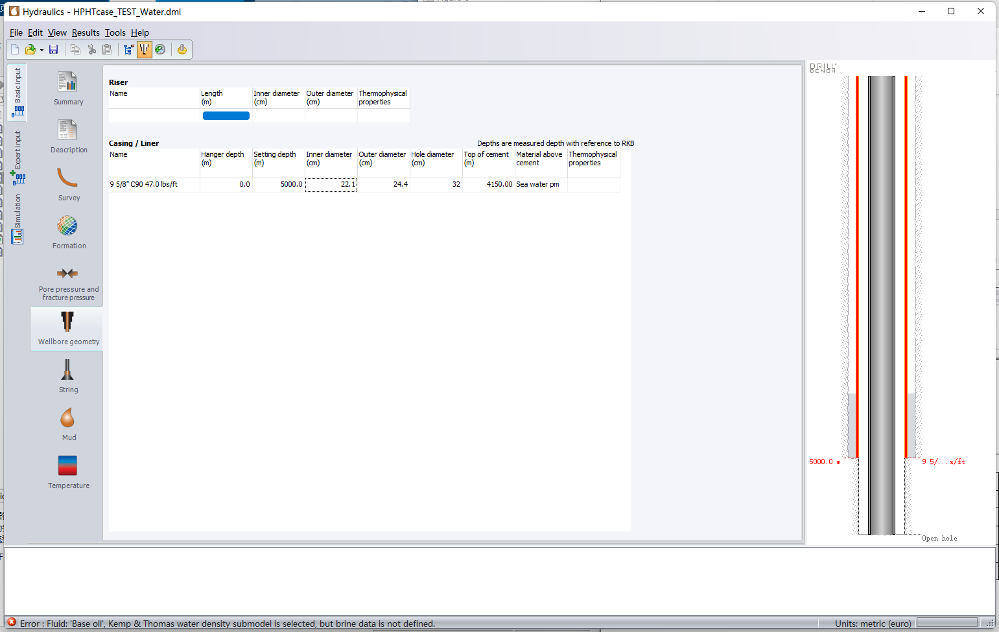 Hydraulics - HPHTcase_TEST_Water.dml
File Edit View Results Tools Help
Basic input
Expert input
Simulation
Summary
Description
Survey
Formation
Pore pressure and
fracture pressure
Wellbore geometry
String
Mud
Temperature
Riser
Name Length (m) Inner diameter (cm) Outer diameter (cm) Thermophysical properties
Casing / Liner Depths are measured depth with reference to RKB
Name Hanger depth (m) Setting depth (m) Inner diameter (cm) Outer diameter (cm) Hole diameter (cm) Top of cement (m) Material above cement Thermophysical properties
9 5/8" C90 47.0 lbs/ft 0.0 5000.0 22.1 24.4 32 4150.00 Sea water pm
DRILL
BENCH
5000.0 m 9 5/...s/ft
Open hole
Error : Fluid: 'Base oil', Kemp & Thomas water density submodel is selected, but brine data is not defined. Units: metric (euro)